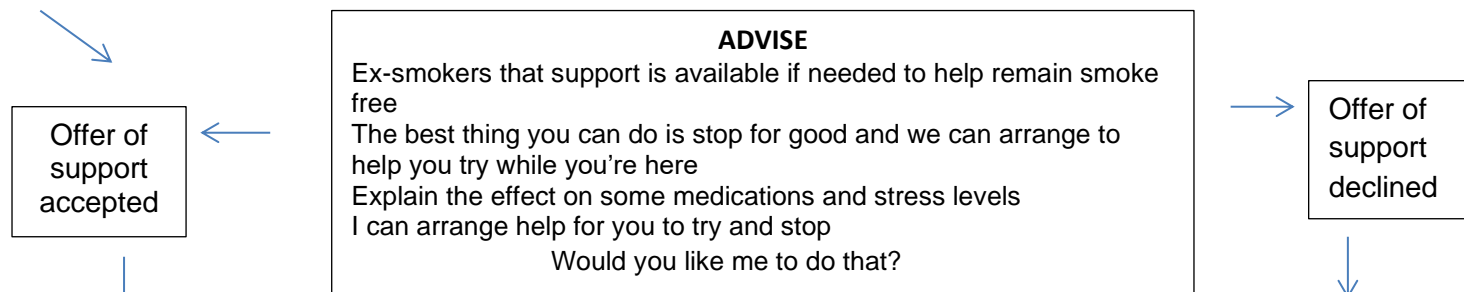 ADVISE
Ex-smokers that support is available if needed to help remain smoke
free
The best thing you can do is stop for good and we can arrange to
help you try while you’re here
Explain the effect on some medications and stress levels
I can arrange help for you to try and stop
Would you like me to do that?
Offer of
support
accepted
Offer of
support
declined